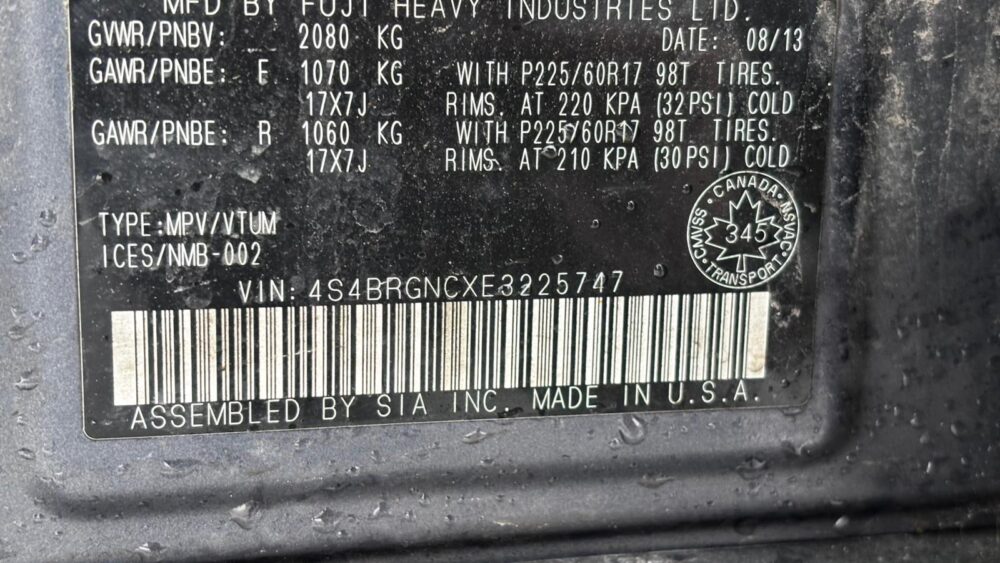 MFD BY FUJI HEAVY INDUSTRIES LTD.
GVWR/PNBV: 2080 KG DATE: 08/13
GAWR/PNBE: F 1070 KG WITH P225/60R17 98T TIRES.
17X7J RIMS. AT 220 KPA (32PSI) COLD
GAWR/PNBE: R 1060 KG WITH P225/60R17 98T TIRES.
17X7J RIMS. AT 210 KPA (30PSI) COLD
TYPE:MPV/VTUM
ICES/NMB-002
CANADA
CMVSS 345 NSVAC
TRANSPORT
VIN: 4S4BRGNCXE3225747
ASSEMBLED BY SIA INC. MADE IN U.S.A.